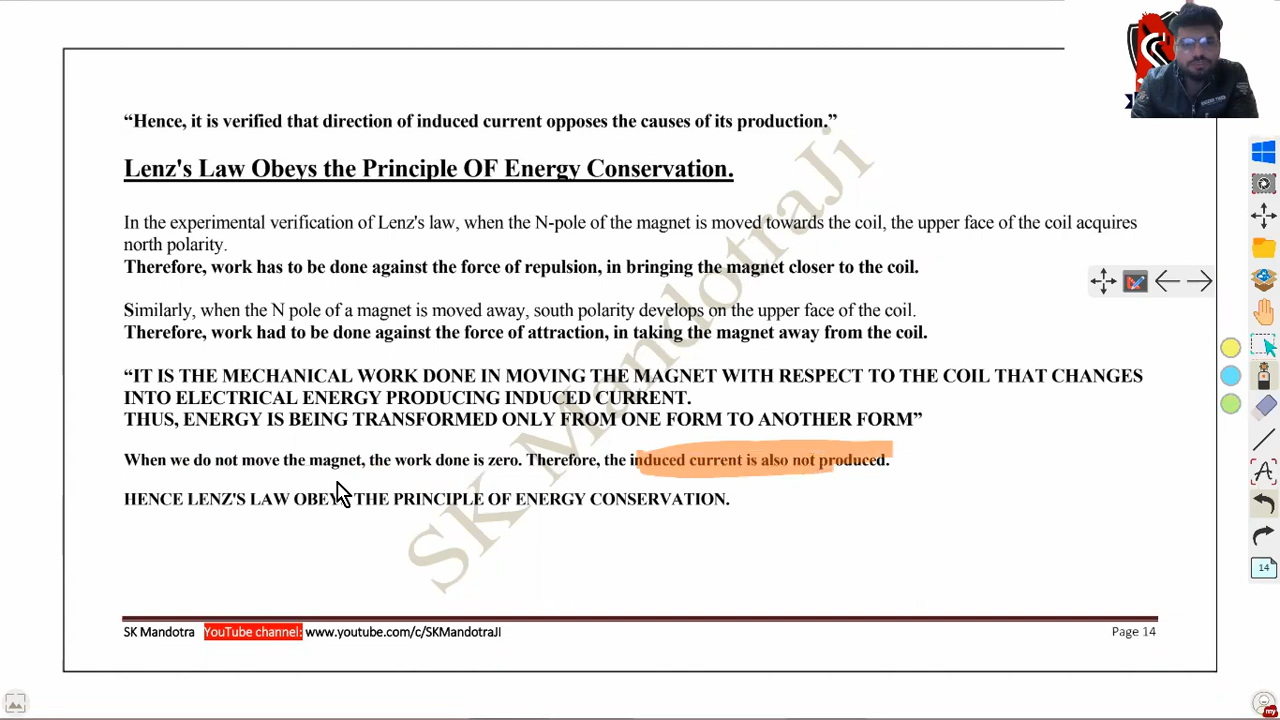 “Hence, it is verified that direction of induced current opposes the causes of its production.”
Lenz's Law Obeys the Principle OF Energy Conservation.
In the experimental verification of Lenz's law, when the N-pole of the magnet is moved towards the coil, the upper face of the coil acquires
north polarity.
Therefore, work has to be done against the force of repulsion, in bringing the magnet closer to the coil.
Similarly, when the N pole of a magnet is moved away, south polarity develops on the upper face of the coil.
Therefore, work had to be done against the force of attraction, in taking the magnet away from the coil.
“IT IS THE MECHANICAL WORK DONE IN MOVING THE MAGNET WITH RESPECT TO THE COIL THAT CHANGES
INTO ELECTRICAL ENERGY PRODUCING INDUCED CURRENT.
THUS, ENERGY IS BEING TRANSFORMED ONLY FROM ONE FORM TO ANOTHER FORM”
When we do not move the magnet, the work done is zero. Therefore, the induced current is also not produced.
HENCE LENZ'S LAW OBEYS THE PRINCIPLE OF ENERGY CONSERVATION.
SK MandotraJi
SK Mandotra YouTube channel: www.youtube.com/c/SKMandotraJI
Page 14
14